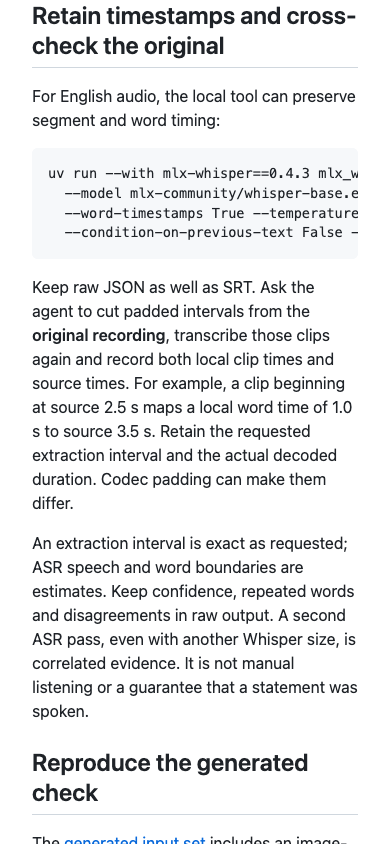 Retain timestamps and cross-
check the original
For English audio, the local tool can preserve
segment and word timing:
uv run --with mlx-whisper==0.4.3 mlx_w
--model mlx-community/whisper-base.e
--word-timestamps True --temperature
--condition-on-previous-text False -
Keep raw JSON as well as SRT. Ask the
agent to cut padded intervals from the
original recording, transcribe those clips
again and record both local clip times and
source times. For example, a clip beginning
at source 2.5 s maps a local word time of 1.0
s to source 3.5 s. Retain the requested
extraction interval and the actual decoded
duration. Codec padding can make them
differ.
An extraction interval is exact as requested;
ASR speech and word boundaries are
estimates. Keep confidence, repeated words
and disagreements in raw output. A second
ASR pass, even with another Whisper size, is
correlated evidence. It is not manual
listening or a guarantee that a statement was
spoken.
Reproduce the generated
check
The generated input set includes an image-